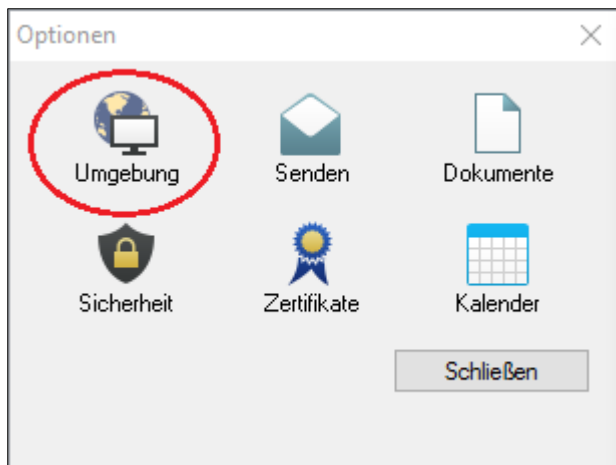 Optionen
Umgebung
Senden
Dokumente
Sicherheit
Zertifikate
Kalender
Schließen